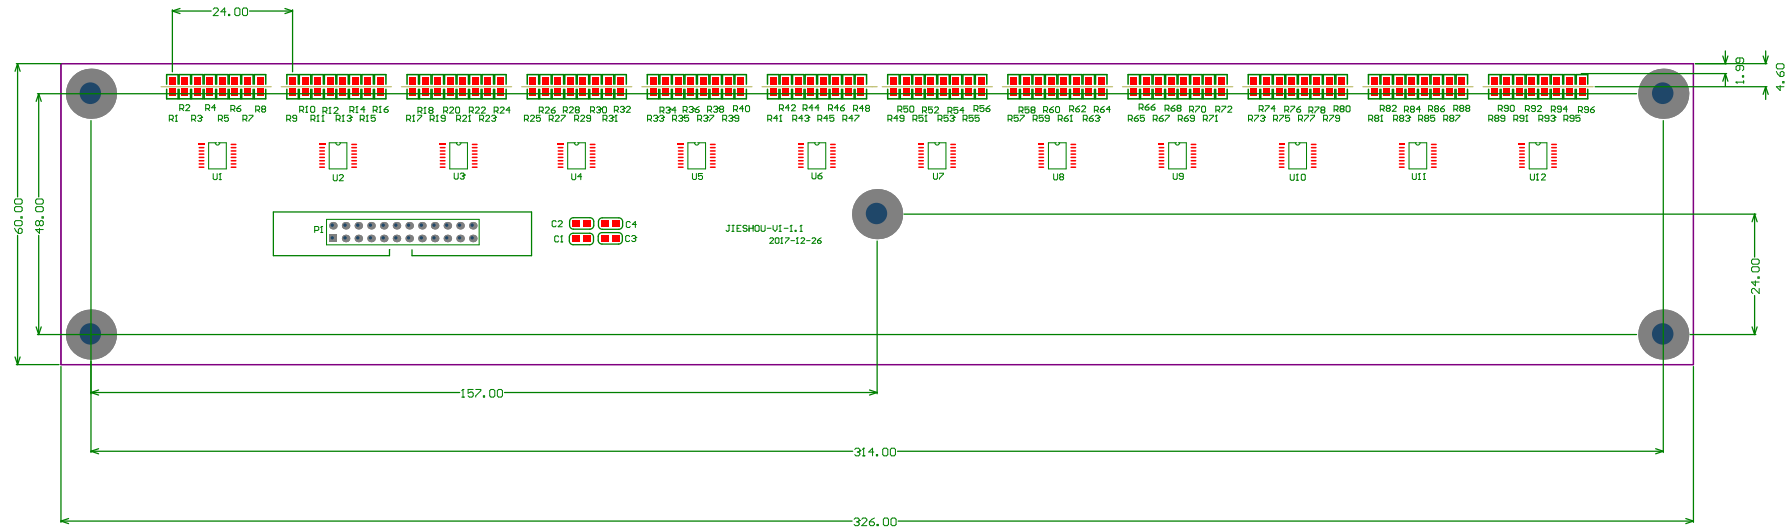 24.00
1.99
4.60
R2 R4 R6 R8 R10 R12 R14 R16 R18 R20 R22 R24 R26 R28 R30 R32 R34 R36 R38 R40 R42 R44 R46 R48 R50 R52 R54 R56 R58 R60 R62 R64 R66 R68 R70 R72 R74 R76 R78 R80 R82 R84 R86 R88 R90 R92 R94 R96
R1 R3 R5 R7 R9 R11 R13 R15 R17 R19 R21 R23 R25 R27 R29 R31 R33 R35 R37 R39 R41 R43 R45 R47 R49 R51 R53 R55 R57 R59 R61 R63 R65 R67 R69 R71 R73 R75 R77 R79 R81 R83 R85 R87 R89 R91 R93 R95
U1 U2 U3 U4 U5 U6 U7 U8 U9 U10 U11 U12
60.00
48.00
P1
C2 C4
C1 C3
JIESHOU-V1-1.1
2017-12-26
24.00
157.00
314.00
326.00